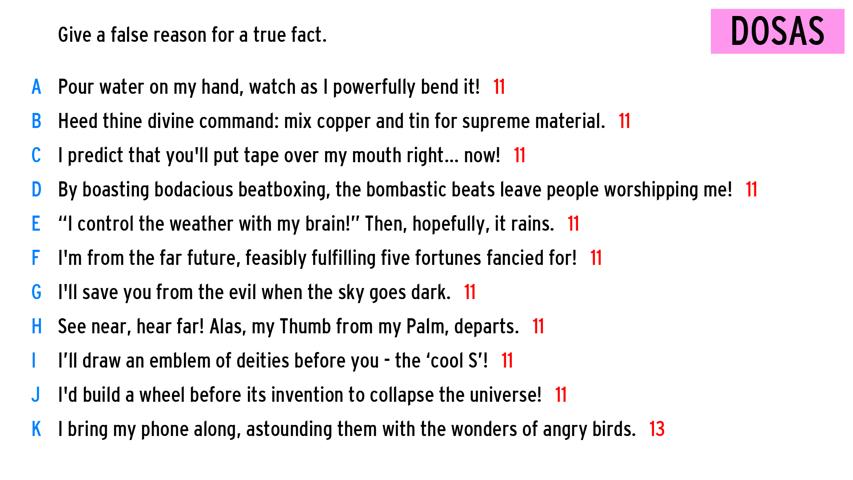 Give a false reason for a true fact.
DOSAS
A Pour water on my hand, watch as I powerfully bend it! 11
B Heed thine divine command: mix copper and tin for supreme material. 11
C I predict that you'll put tape over my mouth right... now! 11
D By boasting bodacious beatboxing, the bombastic beats leave people worshipping me! 11
E “I control the weather with my brain!” Then, hopefully, it rains. 11
F I'm from the far future, feasibly fulfilling five fortunes fancied for! 11
G I'll save you from the evil when the sky goes dark. 11
H See near, hear far! Alas, my Thumb from my Palm, departs. 11
I I’ll draw an emblem of deities before you - the ‘cool S’! 11
J I'd build a wheel before its invention to collapse the universe! 11
K I bring my phone along, astounding them with the wonders of angry birds. 13